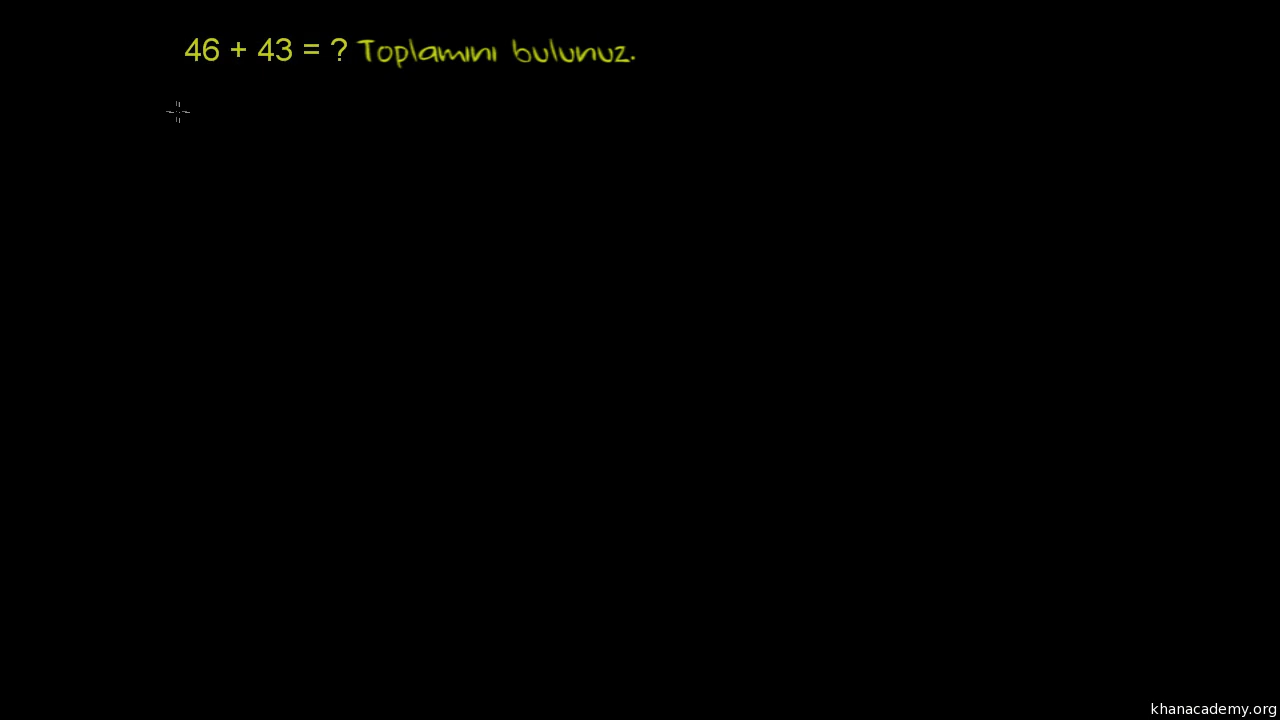 46 + 43 = ? Toplamını bulunuz.
khanacademy.org